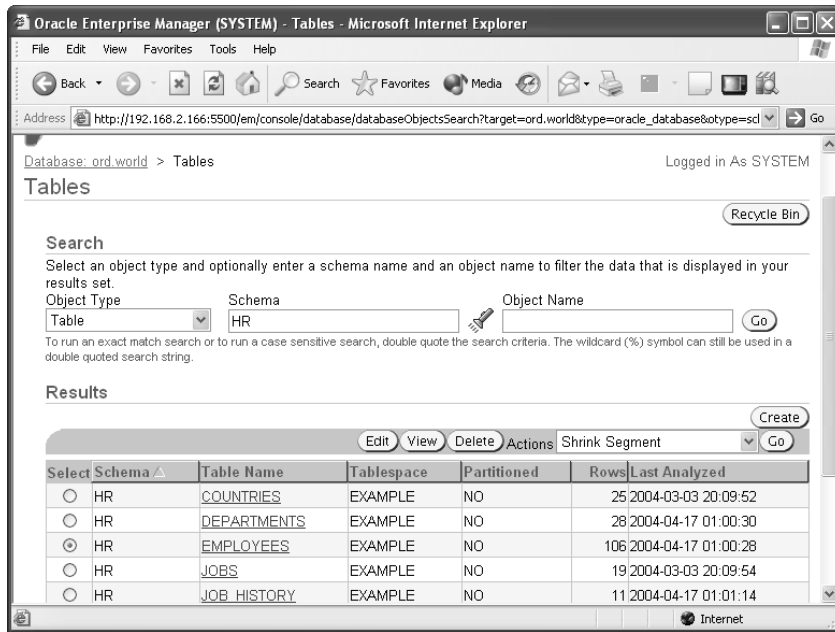 Oracle Enterprise Manager (SYSTEM) - Tables - Microsoft Internet Explorer
File Edit View Favorites Tools Help
Back Search Favorites Media
Address http://192.168.2.166:5500/em/console/database/databaseObjectsSearch?target=ord.world&type=oracle_database&otype=scl Go
Database: ord.world > Tables Logged in As SYSTEM
Tables
Recycle Bin
Search
Select an object type and optionally enter a schema name and an object name to filter the data that is displayed in your
results set.
Object Type Schema Object Name
Table HR Go
To run an exact match search or to run a case sensitive search, double quote the search criteria. The wildcard (%) symbol can still be used in a
double quoted search string.
Results
Create
Edit View Delete Actions Shrink Segment Go
Select Schema Table Name Tablespace Partitioned Rows Last Analyzed
HR COUNTRIES EXAMPLE NO 25 2004-03-03 20:09:52
HR DEPARTMENTS EXAMPLE NO 28 2004-04-17 01:00:30
HR EMPLOYEES EXAMPLE NO 106 2004-04-17 01:00:28
HR JOBS EXAMPLE NO 19 2004-03-03 20:09:54
HR JOB_HISTORY EXAMPLE NO 11 2004-04-17 01:01:14
Internet